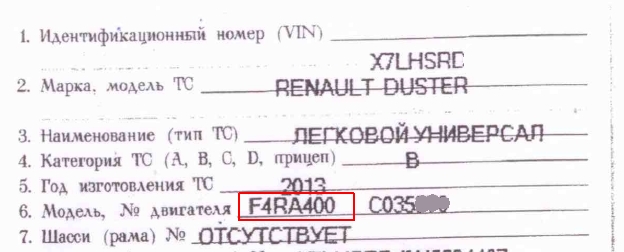 1. Идентификационный номер (VIN)
X7LHSRD
2. Марка, модель ТС RENAULT DUSTER
3. Наименование (тип ТС) ЛЕГКОВОЙ УНИВЕРСАЛ
4. Категория ТС (A, B, C, D, прицеп) B
5. Год изготовления ТС 2013
6. Модель, № двигателя F4RA400 C035
7. Шасси (рама) № ОТСУТСТВУЕТ